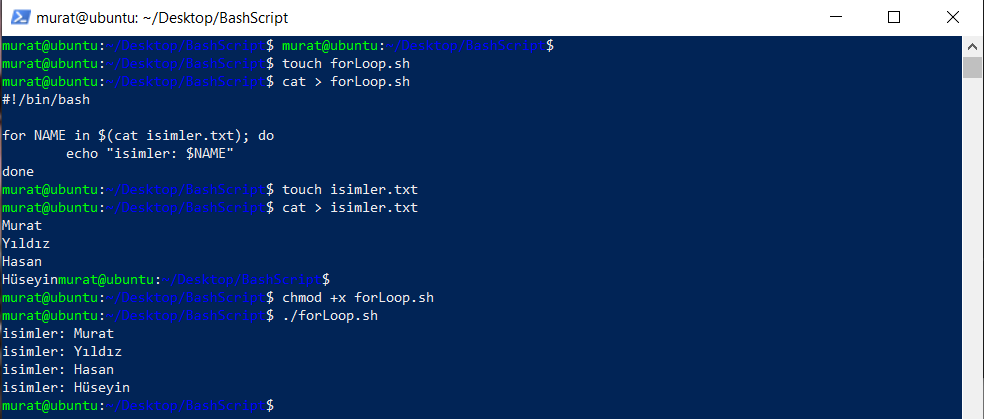 murat@ubuntu: ~/Desktop/BashScript
murat@ubuntu:~/Desktop/BashScript$ murat@ubuntu:~/Desktop/BashScript$
murat@ubuntu:~/Desktop/BashScript$ touch forLoop.sh
murat@ubuntu:~/Desktop/BashScript$ cat > forLoop.sh
#!/bin/bash
for NAME in $(cat isimler.txt); do
        echo "isimler: $NAME"
done
murat@ubuntu:~/Desktop/BashScript$ touch isimler.txt
murat@ubuntu:~/Desktop/BashScript$ cat > isimler.txt
Murat
Yıldız
Hasan
Hüseyinmurat@ubuntu:~/Desktop/BashScript$
murat@ubuntu:~/Desktop/BashScript$ chmod +x forLoop.sh
murat@ubuntu:~/Desktop/BashScript$ ./forLoop.sh
isimler: Murat
isimler: Yıldız
isimler: Hasan
isimler: Hüseyin
murat@ubuntu:~/Desktop/BashScript$